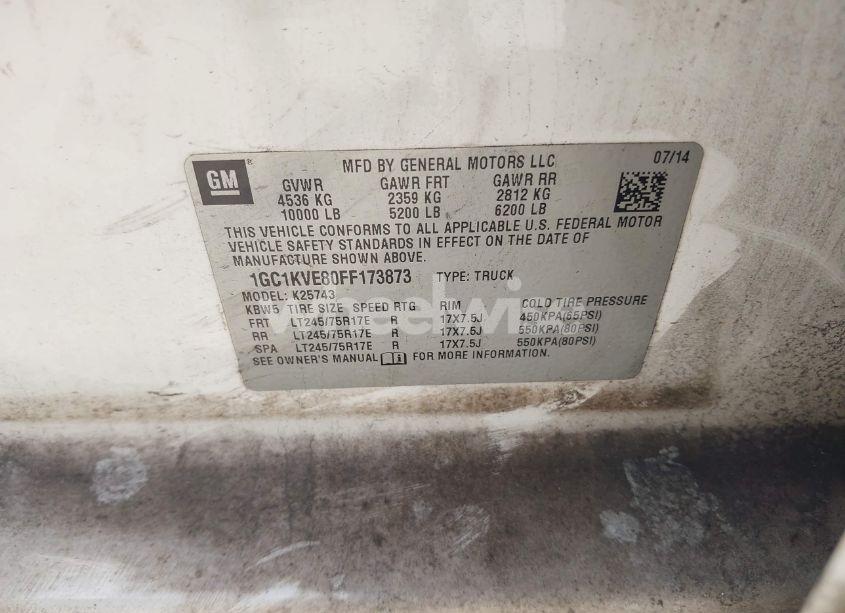 GM
MFD BY GENERAL MOTORS LLC 07/14
GVWR GAWR FRT GAWR RR
4536 KG 2359 KG 2812 KG
10000 LB 5200 LB 6200 LB
THIS VEHICLE CONFORMS TO ALL APPLICABLE U.S. FEDERAL MOTOR
VEHICLE SAFETY STANDARDS IN EFFECT ON THE DATE OF
MANUFACTURE SHOWN ABOVE.
1GC1KVE80FF173873 TYPE: TRUCK
MODEL: K25743
KBW5 TIRE SIZE SPEED RTG RIM COLD TIRE PRESSURE
FRT LT245/75R17E R 17X7.5J 450KPA(65PSI)
RR LT245/75R17E R 17X7.5J 550KPA(80PSI)
SPA LT245/75R17E R 17X7.5J 550KPA(80PSI)
SEE OWNER'S MANUAL FOR MORE INFORMATION.